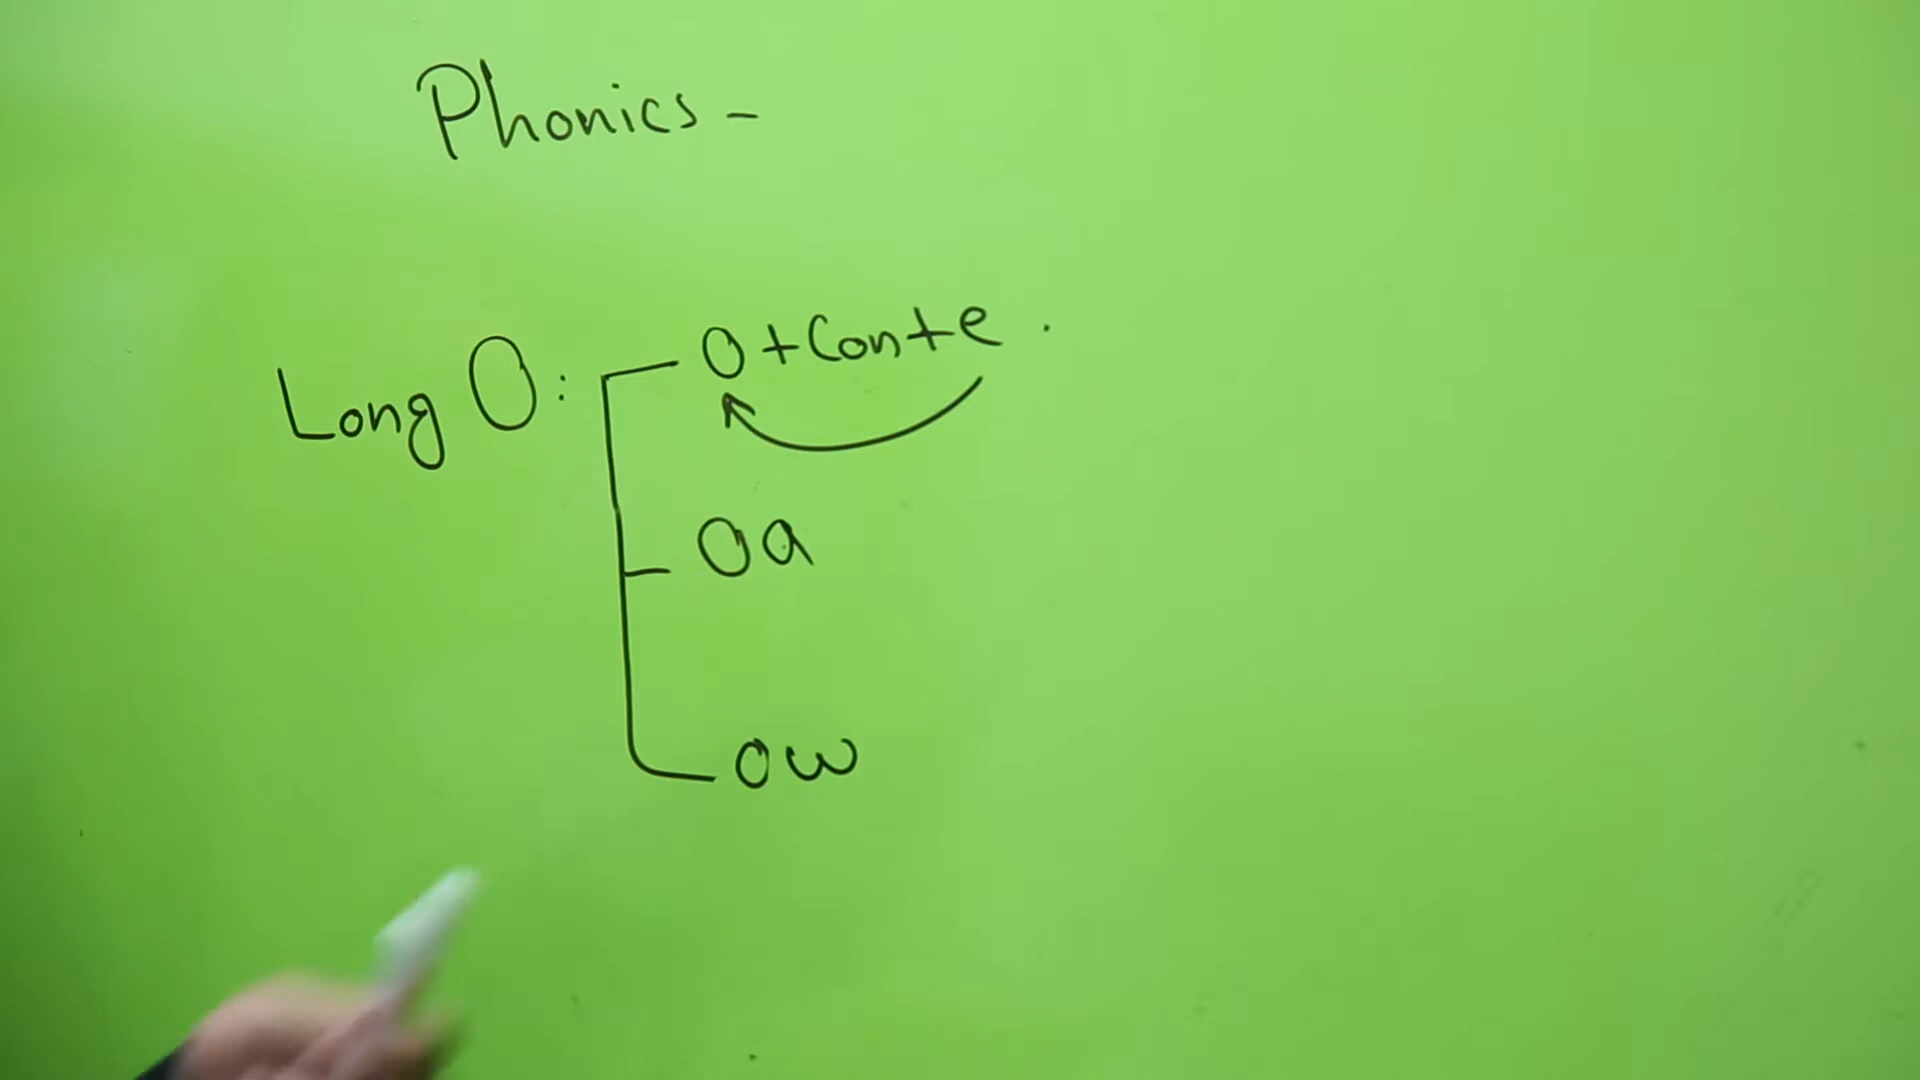 Phonics -
Long O: O + Con + e .
Oa
ow